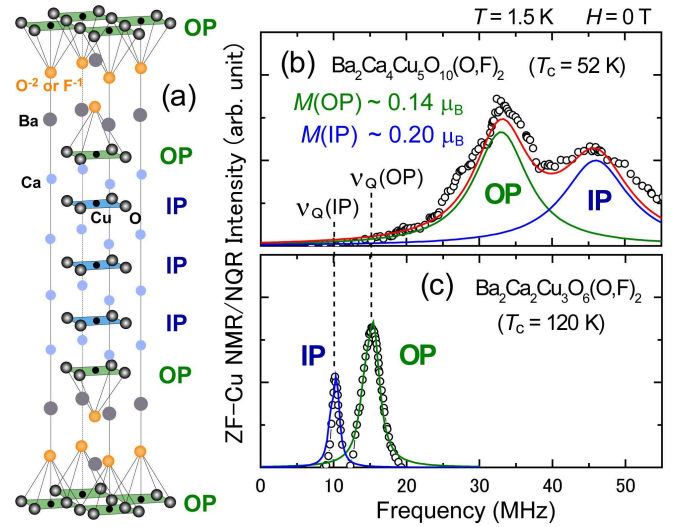 T = 1.5 K H = 0 T
OP
(a)
O⁻² or F⁻¹
Ba
OP
Ca
IP
Cu O
IP
IP
OP
OP
(b) Ba₂Ca₄Cu₅O₁₀(O,F)₂ (Tc = 52 K)
M(OP) ~ 0.14 μB
M(IP) ~ 0.20 μB
νQ(OP)
νQ(IP)
OP
IP
(c) Ba₂Ca₂Cu₃O₆(O,F)₂
(Tc = 120 K)
IP
OP
ZF−Cu NMR/NQR Intensity (arb. unit)
0 10 20 30 40 50
Frequency (MHz)